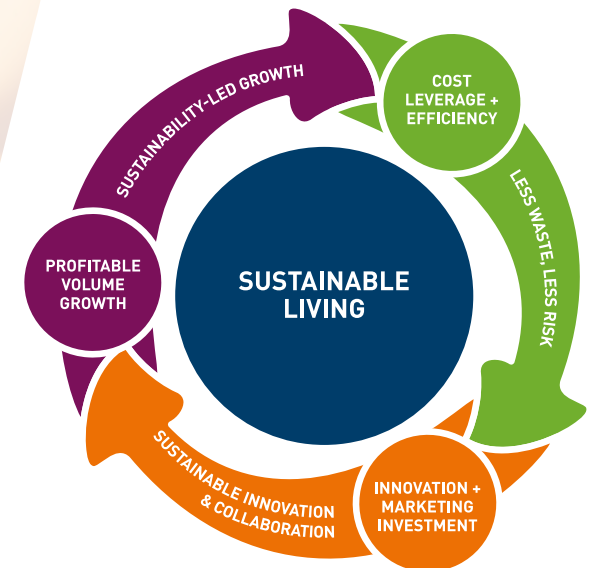 SUSTAINABILITY-LED GROWTH
COST
LEVERAGE +
EFFICIENCY
LESS WASTE, LESS RISK
PROFITABLE
VOLUME
GROWTH
SUSTAINABLE
LIVING
SUSTAINABLE INNOVATION
& COLLABORATION
INNOVATION +
MARKETING
INVESTMENT